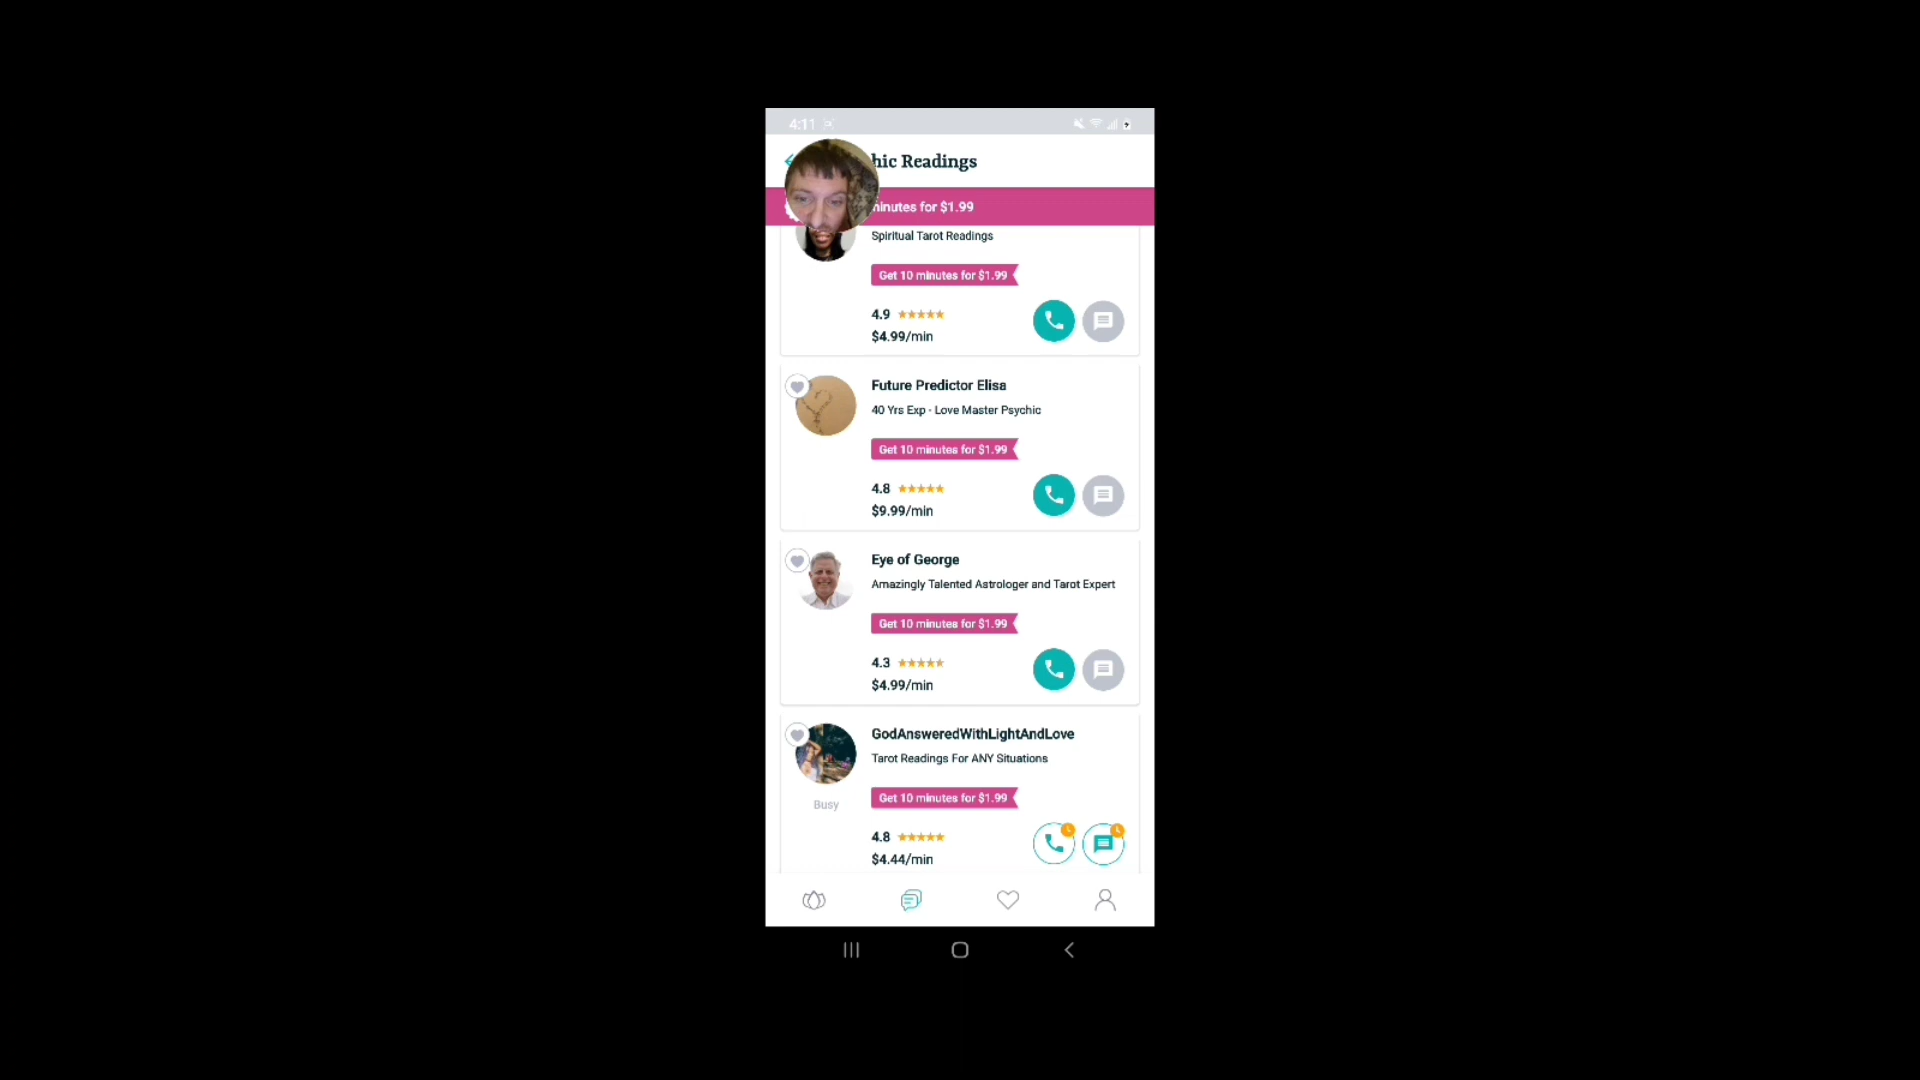 4:11
hic Readings
minutes for $1.99
Spiritual Tarot Readings
Get 10 minutes for $1.99
4.9
$4.99/min
Future Predictor Elisa
40 Yrs Exp - Love Master Psychic
Get 10 minutes for $1.99
4.8
$9.99/min
Eye of George
Amazingly Talented Astrologer and Tarot Expert
Get 10 minutes for $1.99
4.3
$4.99/min
GodAnsweredWithLightAndLove
Tarot Readings For ANY Situations
Busy
Get 10 minutes for $1.99
4.8
$4.44/min